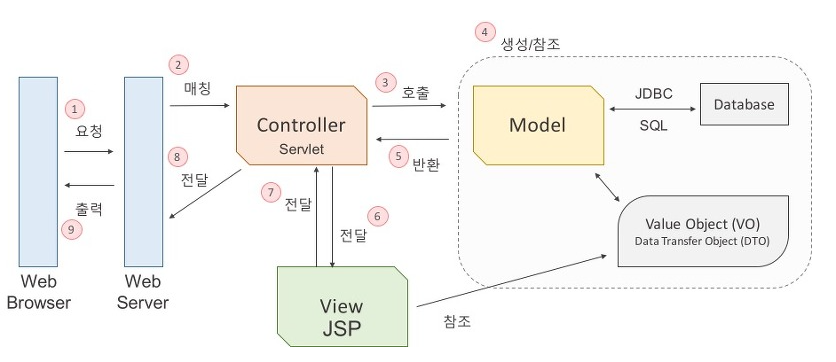 4
생성/참조
2
매칭
3
호출
JDBC
Database
SQL
1
요청
Controller
Servlet
Model
8
전달
5
반환
7
전달
6
전달
출력
9
Value Object (VO)
Data Transfer Object (DTO)
Web
Browser
Web
Server
View
JSP
참조